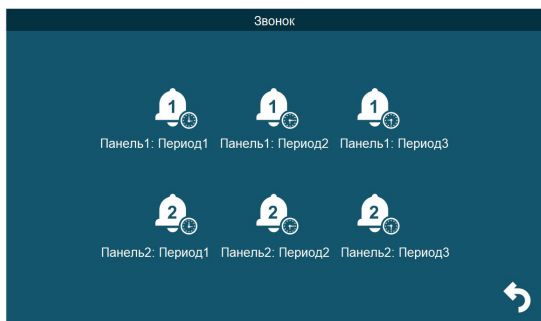 Звонок
1 1 1
Панель1: Период1 Панель1: Период2 Панель1: Период3
2 2 2
Панель2: Период1 Панель2: Период2 Панель2: Период3